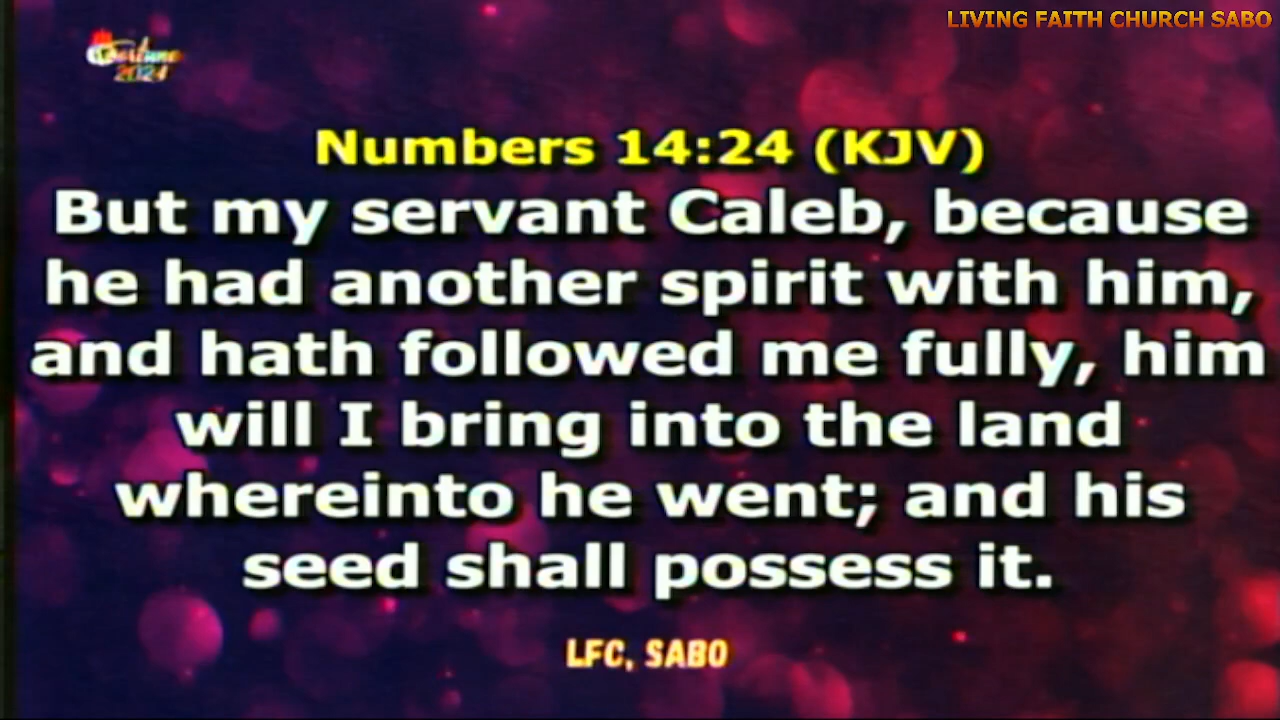 LIVING FAITH CHURCH SABO
2024
Numbers 14:24 (KJV)
But my servant Caleb, because
he had another spirit with him,
and hath followed me fully, him
will I bring into the land
whereinto he went; and his
seed shall possess it.
LFC, SABO